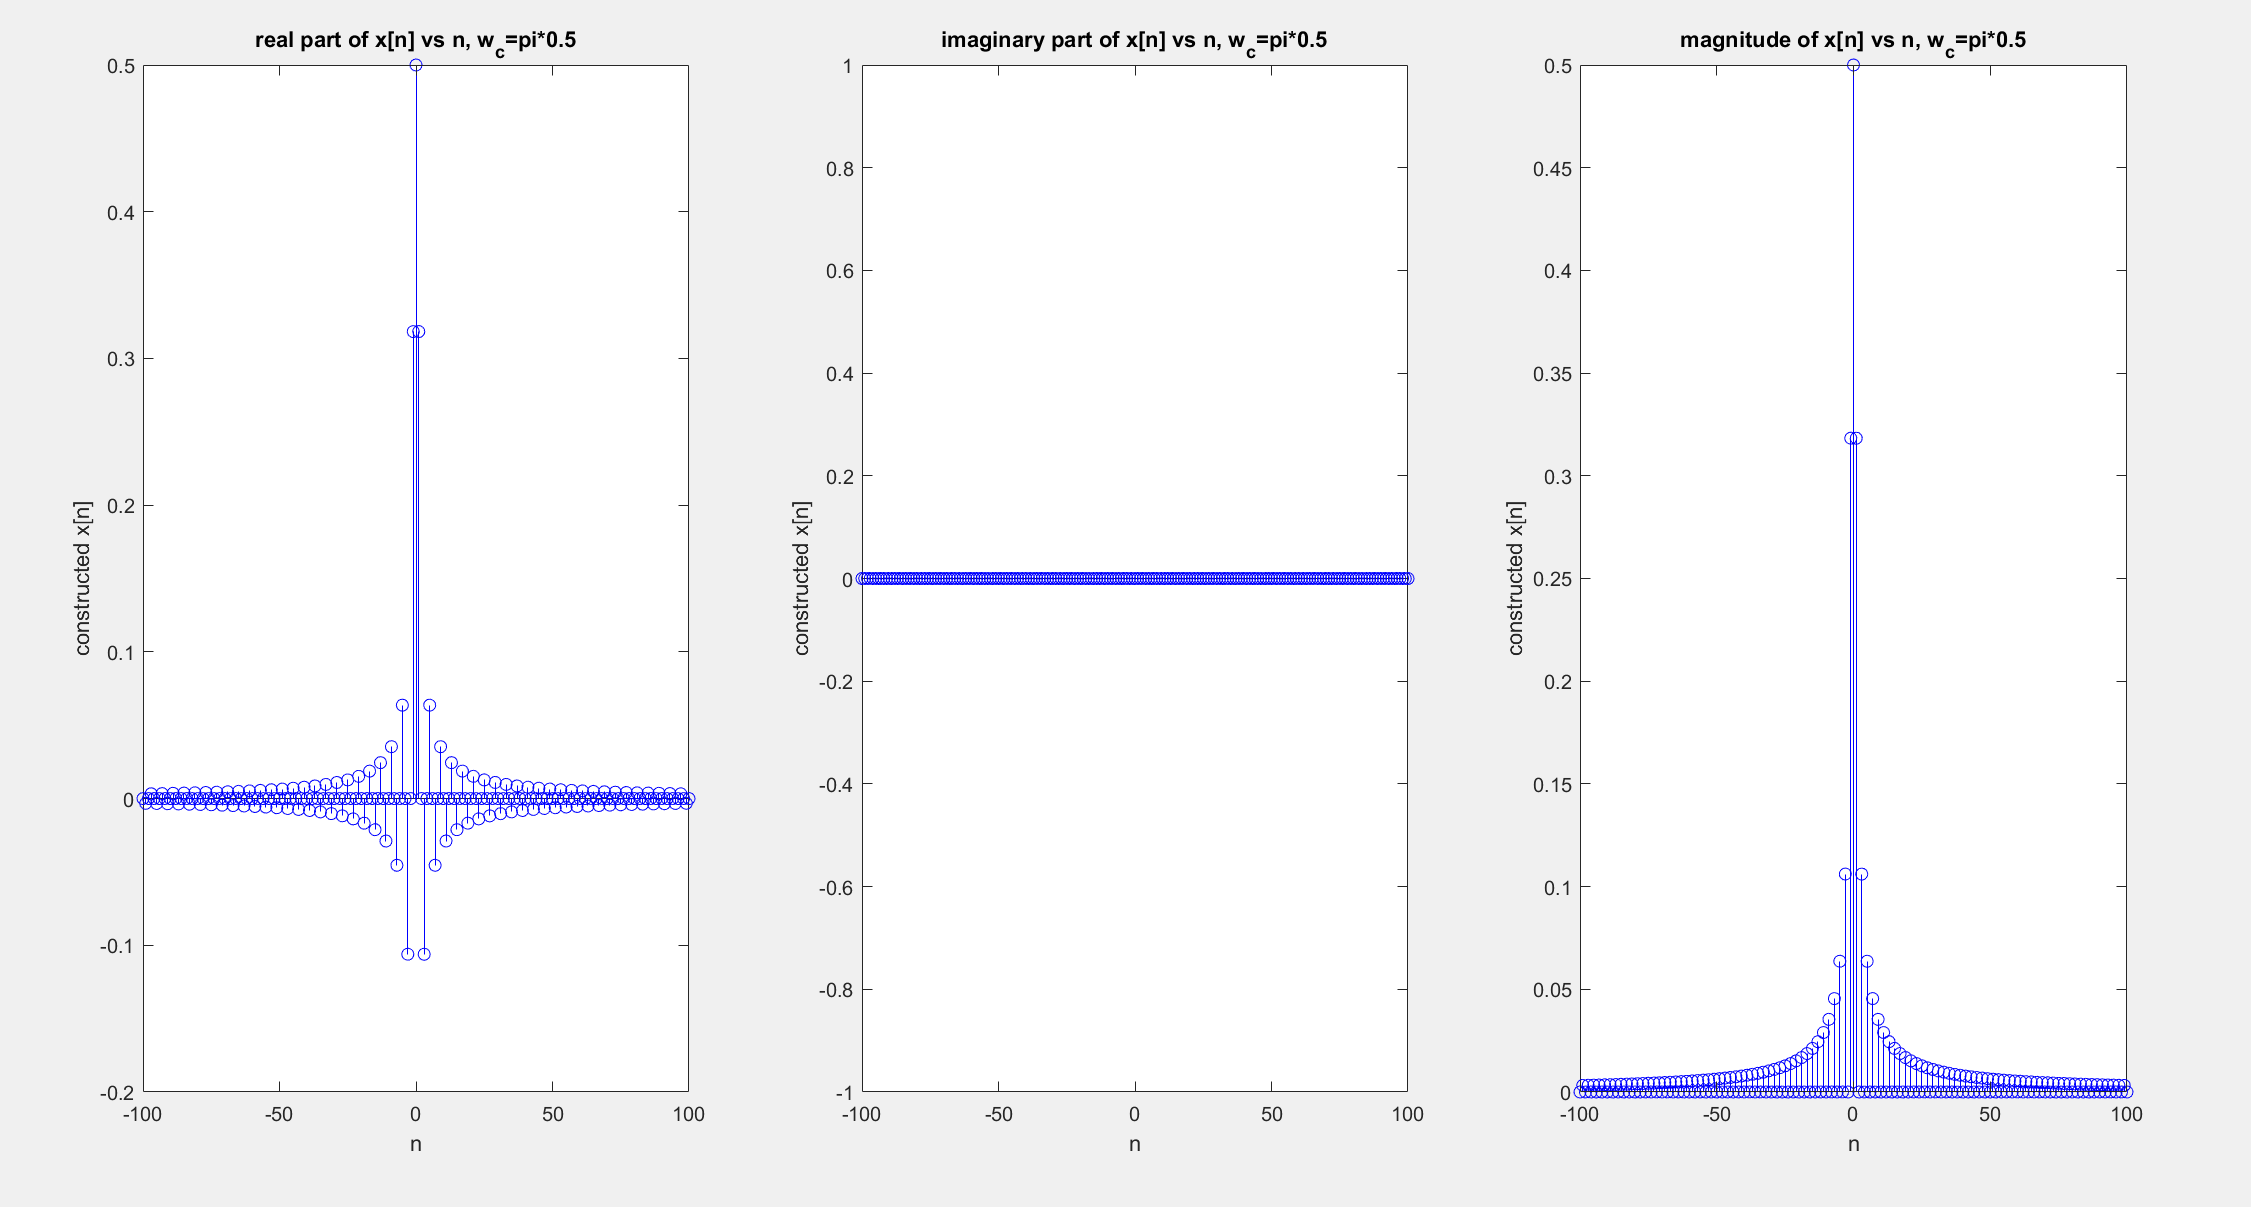 real part of x[n] vs n, w_c=pi*0.5
0.5
0.4
0.3
0.2
0.1
0
-0.1
-0.2
constructed x[n]
-100 -50 0 50 100
n
imaginary part of x[n] vs n, w_c=pi*0.5
1
0.8
0.6
0.4
0.2
0
-0.2
-0.4
-0.6
-0.8
-1
constructed x[n]
-100 -50 0 50 100
n
magnitude of x[n] vs n, w_c=pi*0.5
0.5
0.45
0.4
0.35
0.3
0.25
0.2
0.15
0.1
0.05
0
constructed x[n]
-100 -50 0 50 100
n